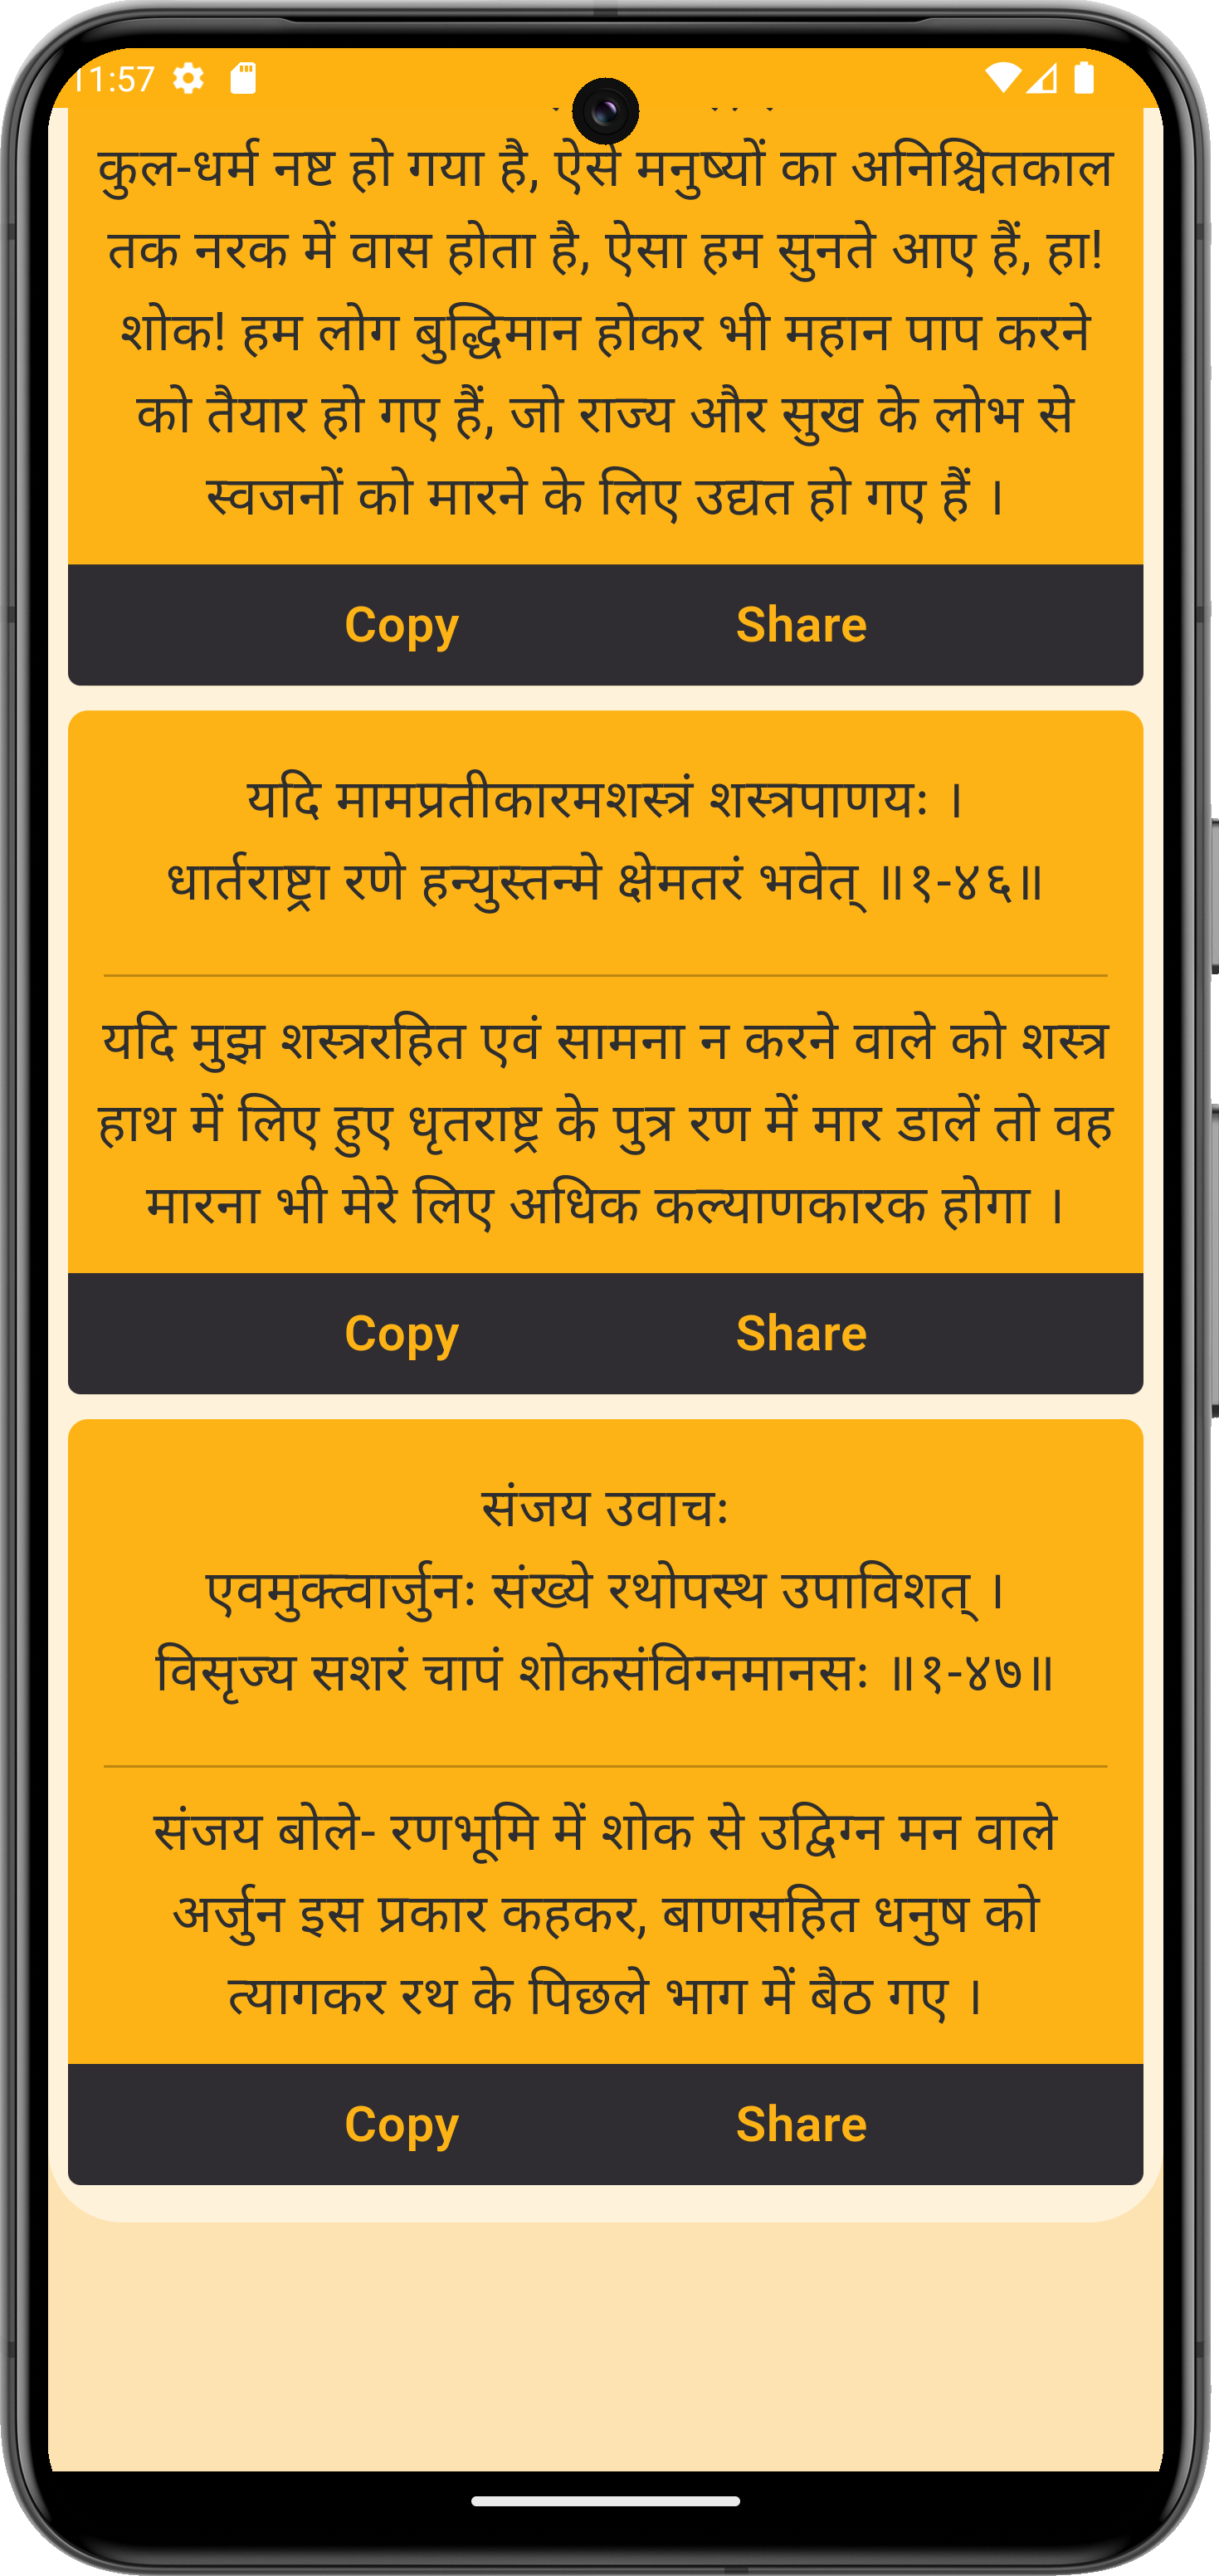 11:57
कुल-धर्म नष्ट हो गया है, ऐसे मनुष्यों का अनिश्चितकाल
तक नरक में वास होता है, ऐसा हम सुनते आए हैं, हा!
शोक! हम लोग बुद्धिमान होकर भी महान पाप करने
को तैयार हो गए हैं, जो राज्य और सुख के लोभ से
स्वजनों को मारने के लिए उद्यत हो गए हैं ।
Copy Share
यदि मामप्रतीकारमशस्त्रं शस्त्रपाणयः ।
धार्तराष्ट्रा रणे हन्युस्तन्मे क्षेमतरं भवेत् ॥१-४६॥
यदि मुझ शस्त्ररहित एवं सामना न करने वाले को शस्त्र
हाथ में लिए हुए धृतराष्ट्र के पुत्र रण में मार डालें तो वह
मारना भी मेरे लिए अधिक कल्याणकारक होगा ।
Copy Share
संजय उवाचः
एवमुक्त्वार्जुनः संख्ये रथोपस्थ उपाविशत् ।
विसृज्य सशरं चापं शोकसंविग्नमानसः ॥१-४७॥
संजय बोले- रणभूमि में शोक से उद्विग्न मन वाले
अर्जुन इस प्रकार कहकर, बाणसहित धनुष को
त्यागकर रथ के पिछले भाग में बैठ गए ।
Copy Share